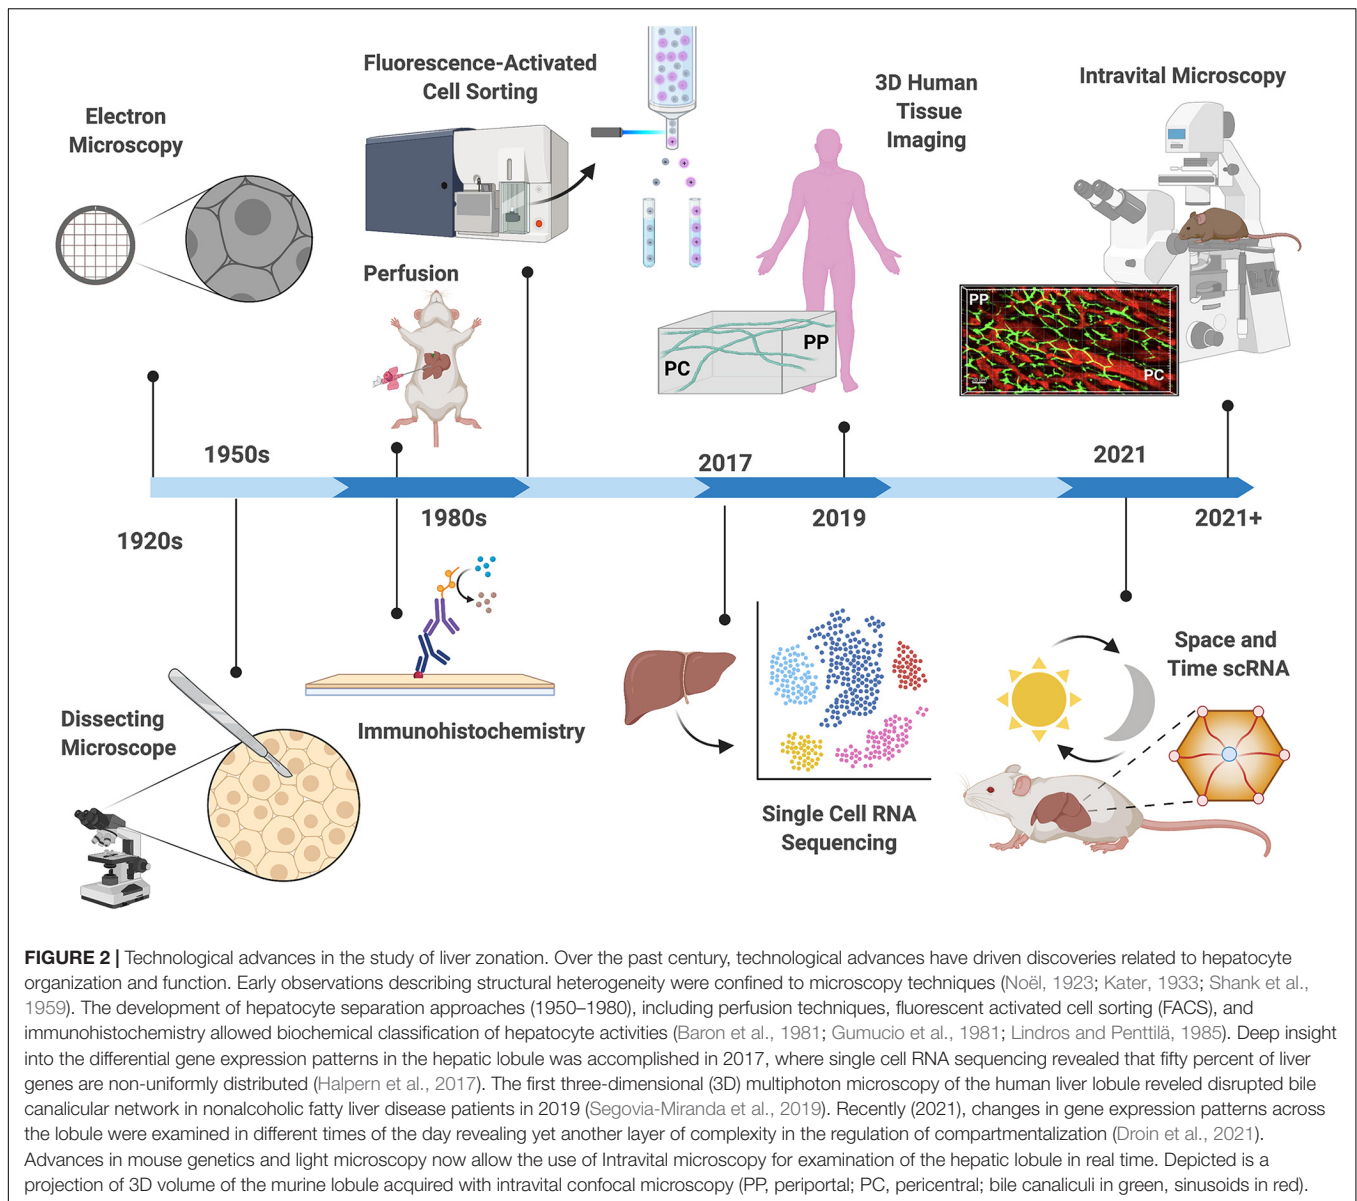 Fluorescence-Activated
Cell Sorting
3D Human
Tissue
Imaging
Intravital Microscopy
Electron
Microscopy
Perfusion
PP
PC
PP
PC
1950s
2017
2021
1920s
1980s
2019
2021+
Dissecting
Microscope
Immunohistochemistry
Single Cell RNA
Sequencing
Space and
Time scRNA
FIGURE 2 | Technological advances in the study of liver zonation. Over the past century, technological advances have driven discoveries related to hepatocyte
organization and function. Early observations describing structural heterogeneity were confined to microscopy techniques (Noël, 1923; Kater, 1933; Shank et al.,
1959). The development of hepatocyte separation approaches (1950–1980), including perfusion techniques, fluorescent activated cell sorting (FACS), and
immunohistochemistry allowed biochemical classification of hepatocyte activities (Baron et al., 1981; Gumucio et al., 1981; Lindros and Penttilä, 1985). Deep insight
into the differential gene expression patterns in the hepatic lobule was accomplished in 2017, where single cell RNA sequencing revealed that fifty percent of liver
genes are non-uniformly distributed (Halpern et al., 2017). The first three-dimensional (3D) multiphoton microscopy of the human liver lobule reveled disrupted bile
canalicular network in nonalcoholic fatty liver disease patients in 2019 (Segovia-Miranda et al., 2019). Recently (2021), changes in gene expression patterns across
the lobule were examined in different times of the day revealing yet another layer of complexity in the regulation of compartmentalization (Droin et al., 2021).
Advances in mouse genetics and light microscopy now allow the use of Intravital microscopy for examination of the hepatic lobule in real time. Depicted is a
projection of 3D volume of the murine lobule acquired with intravital confocal microscopy (PP, periportal; PC, pericentral; bile canaliculi in green, sinusoids in red).